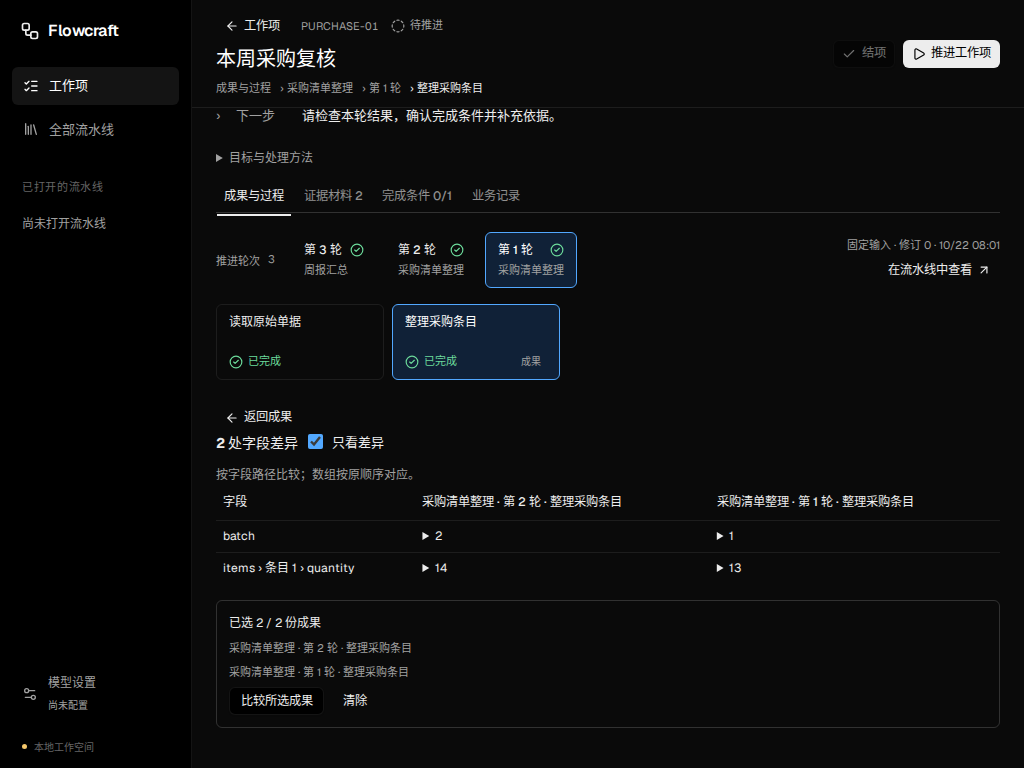 Flowcraft
工作项
全部流水线
已打开的流水线
尚未打开流水线
模型设置
尚未配置
本地工作空间
工作项 PURCHASE-01 待推进
本周采购复核
成果与过程 › 采购清单整理 › 第 1 轮 › 整理采购条目
结项 推进工作项
› 下一步 请检查本轮结果，确认完成条件并补充依据。
目标与处理方法
成果与过程 证据材料 2 完成条件 0/1 业务记录
推进轮次 3
第 3 轮
周报汇总
第 2 轮
采购清单整理
第 1 轮
采购清单整理
固定输入 · 修订 0 · 10/22 08:01
在流水线中查看
读取原始单据
已完成
整理采购条目
已完成 成果
返回成果
2 处字段差异 只看差异
按字段路径比较；数组按原顺序对应。
字段 采购清单整理 · 第 2 轮 · 整理采购条目 采购清单整理 · 第 1 轮 · 整理采购条目
batch 2 1
items › 条目 1 › quantity 14 13
已选 2 / 2 份成果
采购清单整理 · 第 2 轮 · 整理采购条目
采购清单整理 · 第 1 轮 · 整理采购条目
比较所选成果 清除